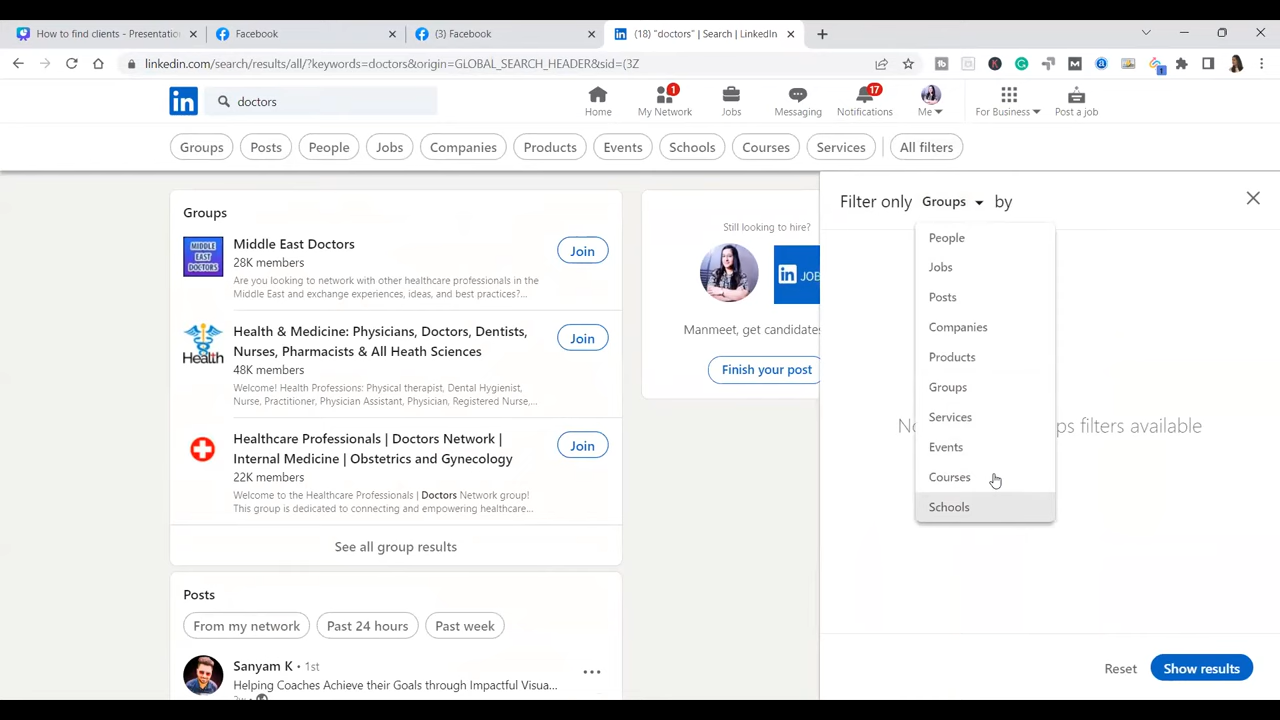 How to find clients - Presentatio
Facebook
(3) Facebook
(18) "doctors" | Search | LinkedIn
linkedin.com/search/results/all/?keywords=doctors&origin=GLOBAL_SEARCH_HEADER&sid=(3Z
in
doctors
Home
My Network
1
Jobs
Messaging
Notifications
17
Me
For Business
Post a job
Groups
Posts
People
Jobs
Companies
Products
Events
Schools
Courses
Services
All filters
Groups
MIDDLE
EAST
DOCTORS
Middle East Doctors
28K members
Are you looking to network with other healthcare professionals in the
Middle East and exchange experiences, ideas, and best practices?...
Join
Health
Health & Medicine: Physicians, Doctors, Dentists,
Nurses, Pharmacists & All Heath Sciences
48K members
Welcome! Health Professions: Physical therapist, Dental Hygienist,
Nurse, Practitioner, Physician Assistant, Physician, Registered Nurse,...
Join
Healthcare Professionals | Doctors Network |
Internal Medicine | Obstetrics and Gynecology
22K members
Welcome to the Healthcare Professionals | Doctors Network group!
This group is dedicated to connecting and empowering healthcare...
Join
See all group results
Posts
From my network
Past 24 hours
Past week
Sanyam K • 1st
Helping Coaches Achieve their Goals through Impactful Visua...
Still looking to hire?
in JOB
Manmeet, get candidates
Finish your post
Filter only Groups by
People
Jobs
Posts
Companies
Products
Groups
Services
Events
Courses
Schools
No
ps filters available
Reset
Show results